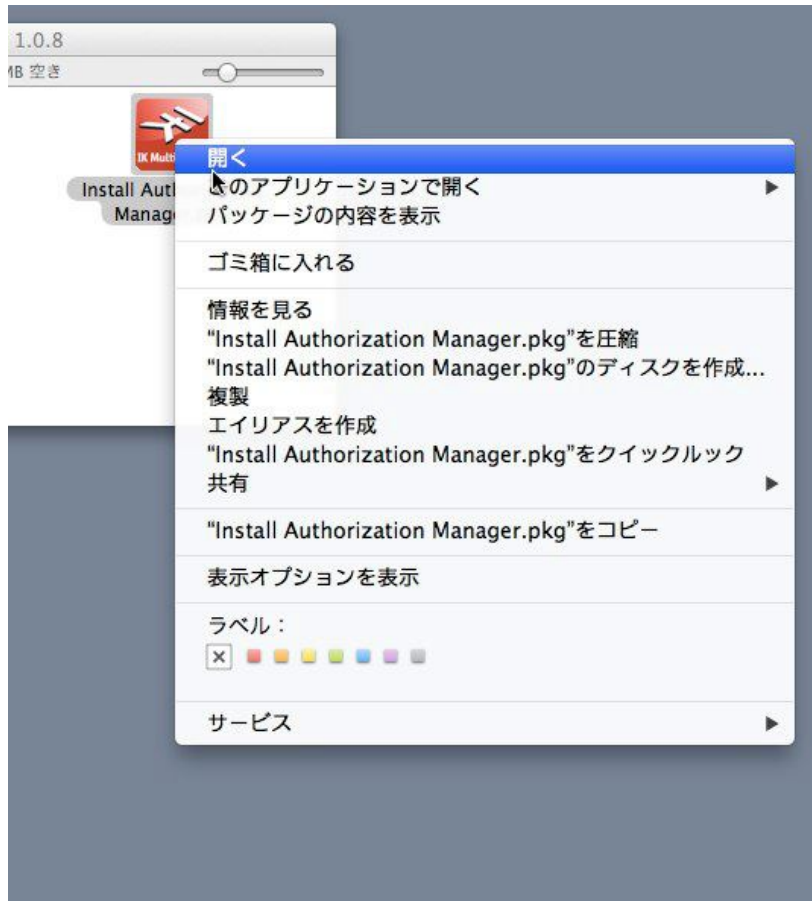 1.0.8
MB 空き
IK Multi
開く
Install Aut
このアプリケーションで開く
Manag
パッケージの内容を表示
ゴミ箱に入れる
情報を見る
“Install Authorization Manager.pkg”を圧縮
“Install Authorization Manager.pkg”のディスクを作成...
複製
エイリアスを作成
“Install Authorization Manager.pkg”をクイックルック
共有
“Install Authorization Manager.pkg”をコピー
表示オプションを表示
ラベル：
サービス